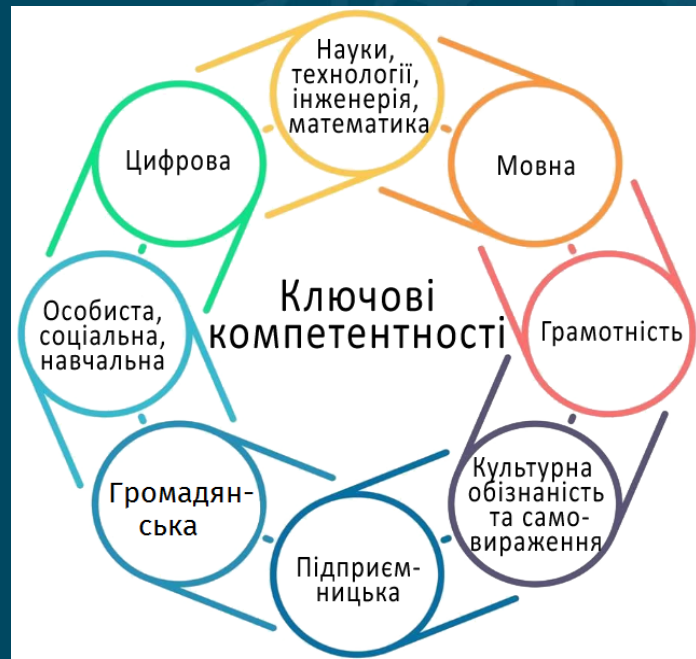 Науки,
технології,
інженерія,
математика
Мовна
Грамотність
Культурна
обізнаність
та само-
вираження
Підприєм-
ницька
Громадян-
ська
Особиста,
соціальна,
навчальна
Цифрова
Ключові
компетентності